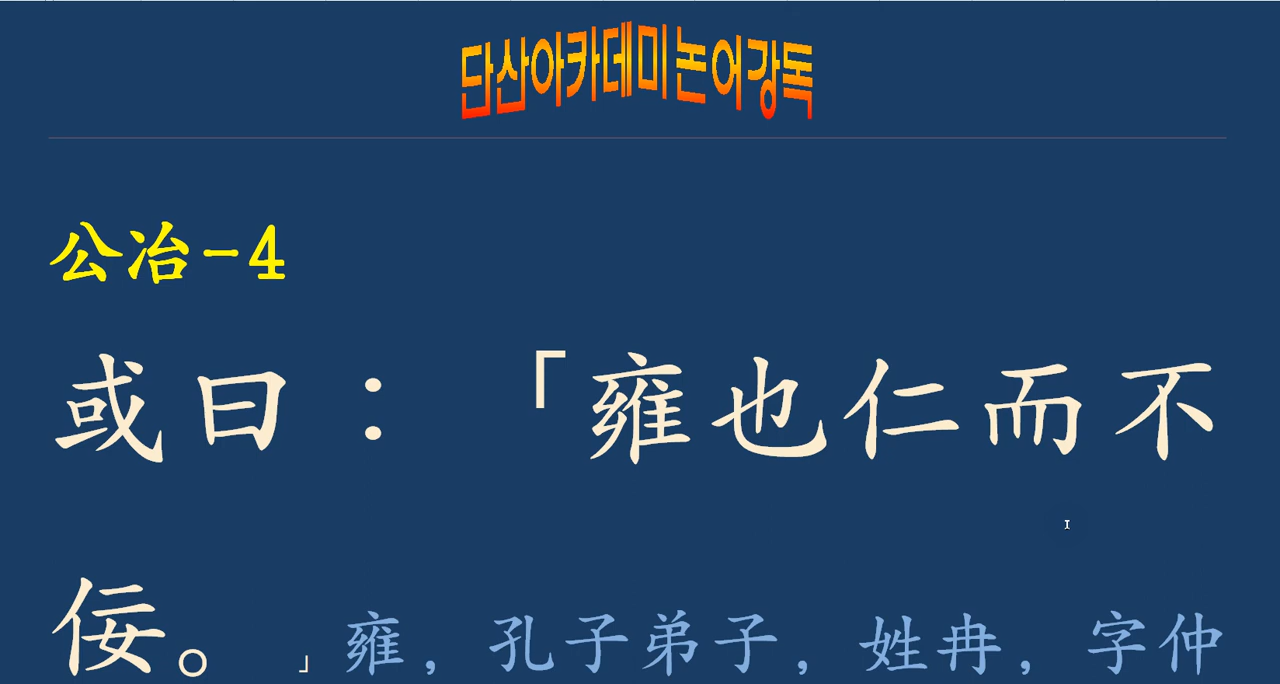 단산아카데미 논어강독
公冶-4
或曰：「雍也仁而不
佞。」雍，孔子弟子，姓冉，字仲